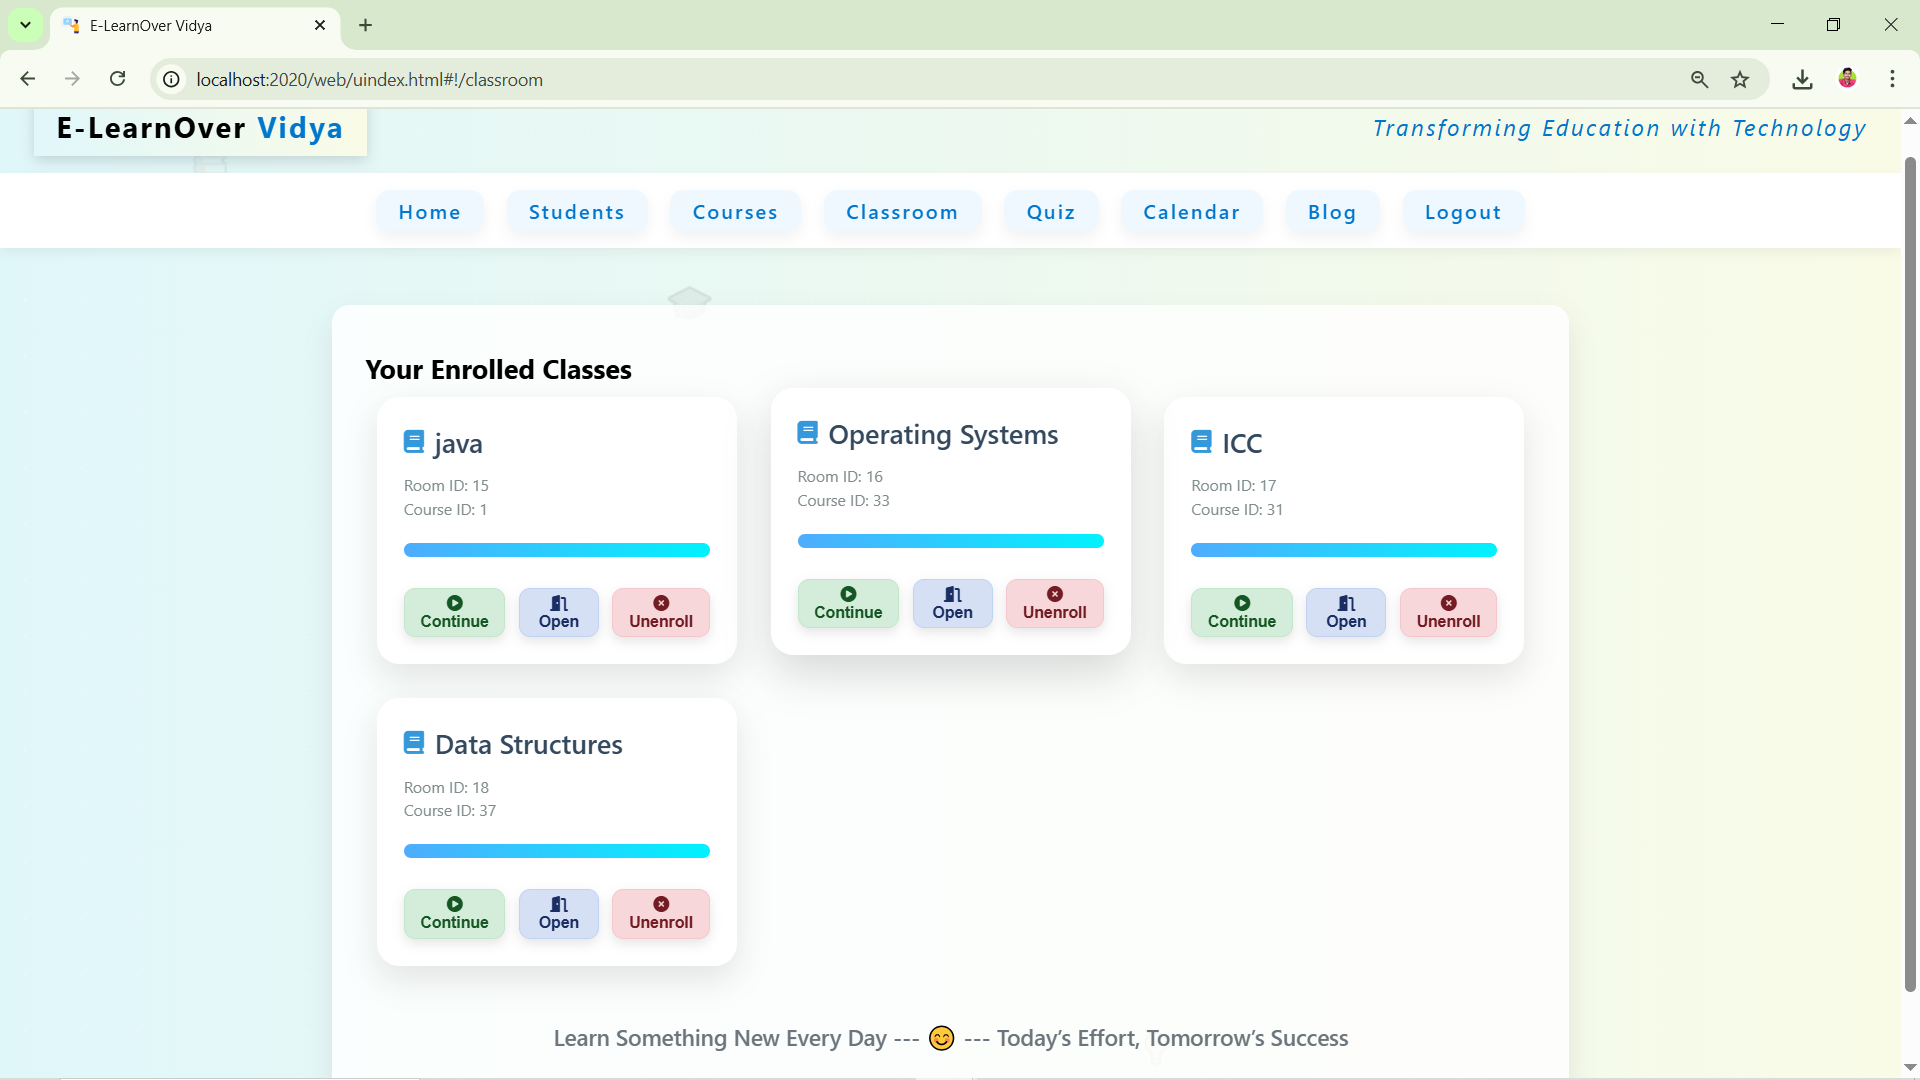 E-LearnOver Vidya
localhost:2020/web/uindex.html#!/classroom
E-LearnOver Vidya
Transforming Education with Technology
Home Students Courses Classroom Quiz Calendar Blog Logout
Your Enrolled Classes
java
Room ID: 15
Course ID: 1
Continue Open Unenroll
Operating Systems
Room ID: 16
Course ID: 33
Continue Open Unenroll
ICC
Room ID: 17
Course ID: 31
Continue Open Unenroll
Data Structures
Room ID: 18
Course ID: 37
Continue Open Unenroll
Learn Something New Every Day --- 😊 --- Today’s Effort, Tomorrow’s Success